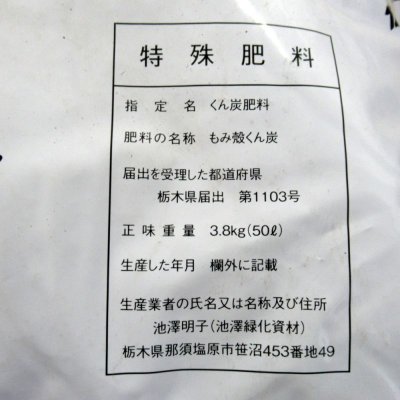 特殊肥料
指定名 くん炭肥料
肥料の名称 もみ殻くん炭
届出を受理した都道府県
栃木県届出 第1103号
正味重量 3.8kg(50ℓ)
生産した年月 欄外に記載
生産業者の氏名又は名称及び住所
池澤明子(池澤緑化資材)
栃木県那須塩原市笹沼453番地49